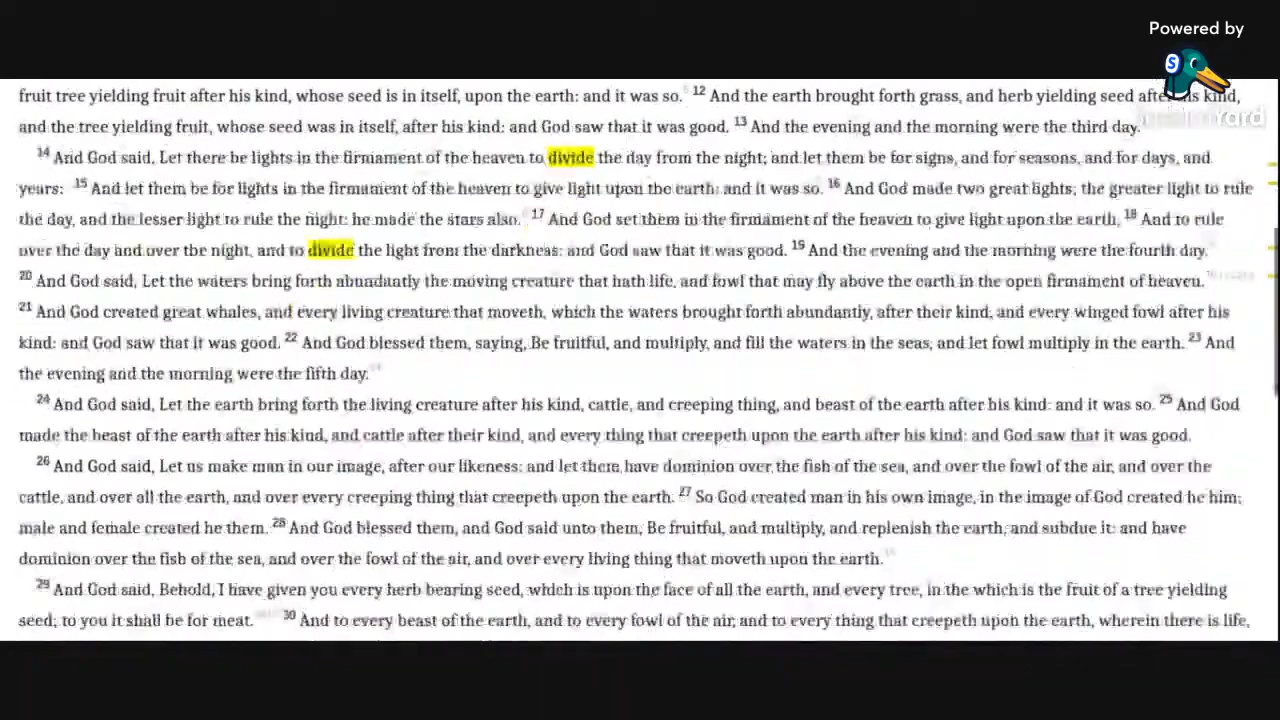 Powered by
S
fruit tree yielding fruit after his kind, whose seed is in itself, upon the earth: and it was so. 12 And the earth brought forth grass, and herb yielding seed after his kind,
and the tree yielding fruit, whose seed was in itself, after his kind: and God saw that it was good. 13 And the evening and the morning were the third day.
14 And God said, Let there be lights in the firmament of the heaven to divide the day from the night; and let them be for signs, and for seasons, and for days, and
years: 15 And let them be for lights in the firmament of the heaven to give light upon the earth: and it was so. 16 And God made two great lights; the greater light to rule
the day, and the lesser light to rule the night: he made the stars also. 17 And God set them in the firmament of the heaven to give light upon the earth, 18 And to rule
over the day and over the night, and to divide the light from the darkness: and God saw that it was good. 19 And the evening and the morning were the fourth day.
20 And God said, Let the waters bring forth abundantly the moving creature that hath life, and fowl that may fly above the earth in the open firmament of heaven.
21 And God created great whales, and every living creature that moveth, which the waters brought forth abundantly, after their kind, and every winged fowl after his
kind: and God saw that it was good. 22 And God blessed them, saying, Be fruitful, and multiply, and fill the waters in the seas, and let fowl multiply in the earth. 23 And
the evening and the morning were the fifth day.
24 And God said, Let the earth bring forth the living creature after his kind, cattle, and creeping thing, and beast of the earth after his kind: and it was so. 25 And God
made the beast of the earth after his kind, and cattle after their kind, and every thing that creepeth upon the earth after his kind: and God saw that it was good.
26 And God said, Let us make man in our image, after our likeness: and let them have dominion over the fish of the sea, and over the fowl of the air, and over the
cattle, and over all the earth, and over every creeping thing that creepeth upon the earth. 27 So God created man in his own image, in the image of God created he him;
male and female created he them. 28 And God blessed them, and God said unto them, Be fruitful, and multiply, and replenish the earth, and subdue it: and have
dominion over the fish of the sea, and over the fowl of the air, and over every living thing that moveth upon the earth.
29 And God said, Behold, I have given you every herb bearing seed, which is upon the face of all the earth, and every tree, in the which is the fruit of a tree yielding
seed; to you it shall be for meat. 30 And to every beast of the earth, and to every fowl of the air, and to every thing that creepeth upon the earth, wherein there is life,